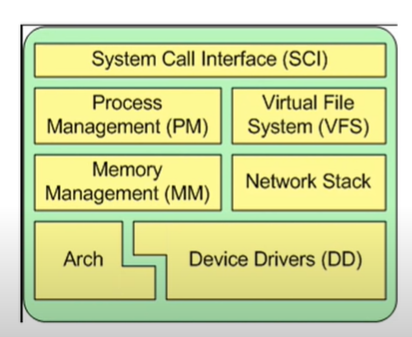 System Call Interface (SCI)
Process
Management (PM)
Virtual File
System (VFS)
Memory
Management (MM)
Network Stack
Arch
Device Drivers (DD)